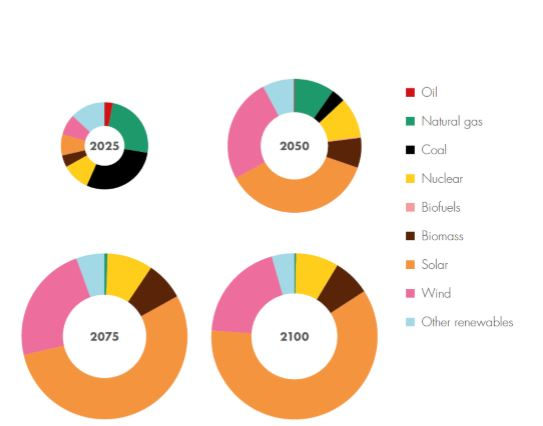 2025
2050
2075
2100
Oil
Natural gas
Coal
Nuclear
Biofuels
Biomass
Solar
Wind
Other renewables